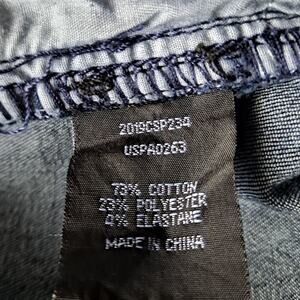 2019CSP234
USPA0263
73% COTTON
23% POLYESTER
4% ELASTANE
MADE IN CHINA